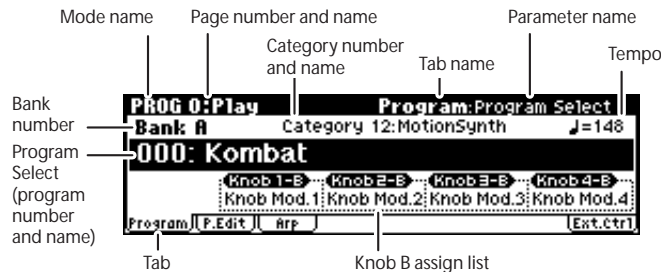 Mode name
Page number and name
Parameter name
Category number
and name
Tab name
Tempo
Bank
number
PROG 0:Play
Program:Program Select
Bank A
Category 12:MotionSynth
♩=148
Program
Select
(program
number
and name)
000: Kombat
Knob 1-B Knob 2-B Knob 3-B Knob 4-B
Knob Mod.1 Knob Mod.2 Knob Mod.3 Knob Mod.4
Program P.Edit Arp Ext.Ctrl
Tab
Knob B assign list